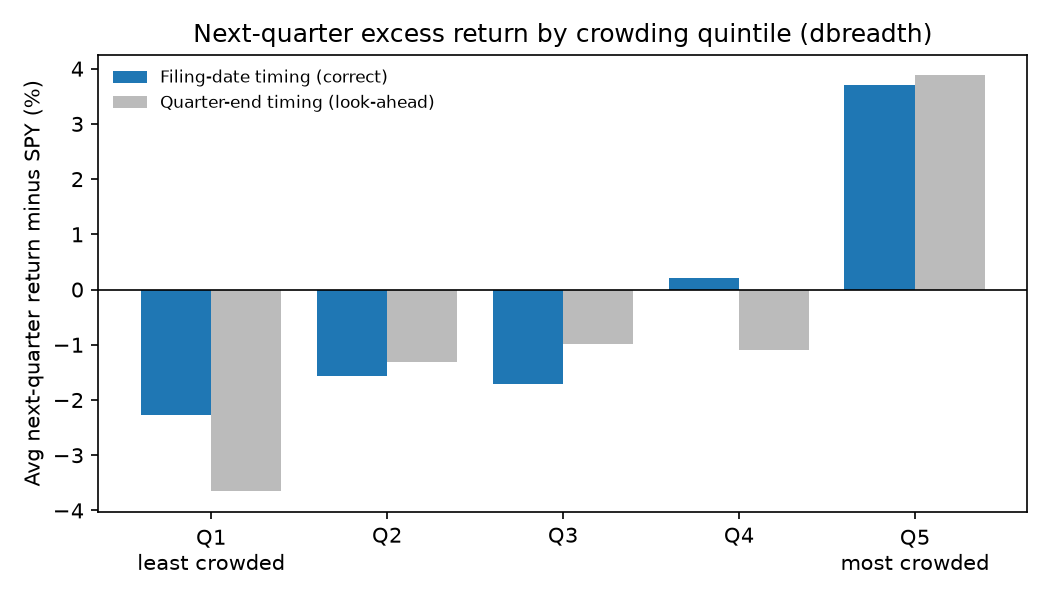 Next-quarter excess return by crowding quintile (dbreadth)
Avg next-quarter return minus SPY (%)
4
3
2
1
0
−1
−2
−3
−4
Filing-date timing (correct)
Quarter-end timing (look-ahead)
Q1
least crowded
Q2
Q3
Q4
Q5
most crowded